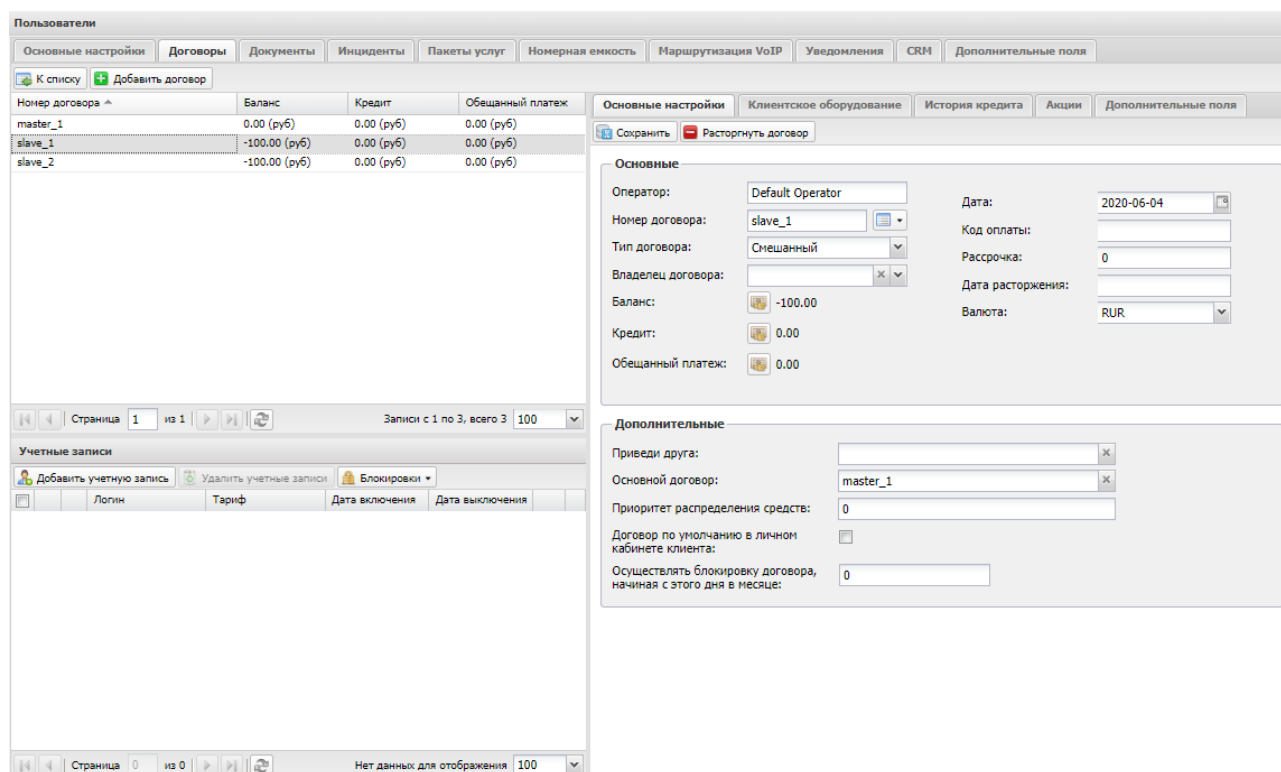 Пользователи
Основные настройки Договоры Документы Инциденты Пакеты услуг Номерная емкость Маршрутизация VoIP Уведомления CRM Дополнительные поля
К списку Добавить договор
Номер договора Баланс Кредит Обещанный платеж
master_1 0.00 (руб) 0.00 (руб) 0.00 (руб)
slave_1 -100.00 (руб) 0.00 (руб) 0.00 (руб)
slave_2 -100.00 (руб) 0.00 (руб) 0.00 (руб)
Страница 1 из 1 Записи с 1 по 3, всего 3 100
Учетные записи
Добавить учетную запись Удалить учетные записи Блокировки
Логин Тариф Дата включения Дата выключения
Страница 0 из 0 Нет данных для отображения 100
Основные настройки Клиентское оборудование История кредита Акции Дополнительные поля
Сохранить Расторгнуть договор
Основные
Оператор: Default Operator
Номер договора: slave_1
Тип договора: Смешанный
Владелец договора:
Баланс: -100.00
Кредит: 0.00
Обещанный платеж: 0.00
Дата: 2020-06-04
Код оплаты:
Рассрочка: 0
Дата расторжения:
Валюта: RUR
Дополнительные
Приведи друга:
Основной договор: master_1
Приоритет распределения средств: 0
Договор по умолчанию в личном
кабинете клиента:
Осуществлять блокировку договора,
начиная с этого дня в месяце: 0